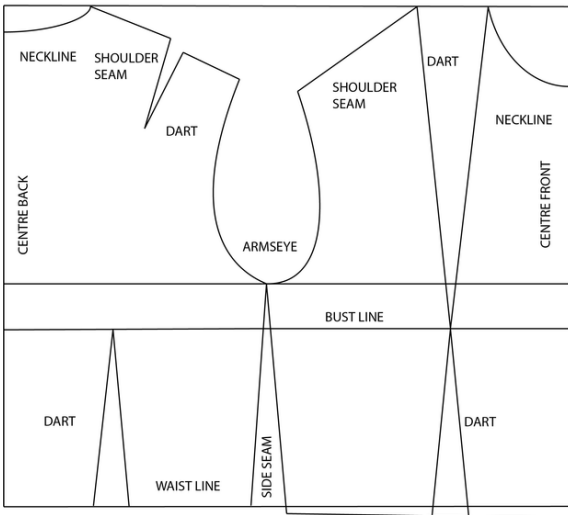 NECKLINE
SHOULDER
SEAM
DART
DART
SHOULDER
SEAM
NECKLINE
CENTRE BACK
CENTRE FRONT
ARMSEYE
BUST LINE
DART
DART
SIDE SEAM
WAIST LINE